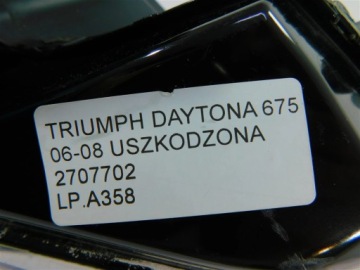 TRIUMPH DAYTONA 675
06-08 USZKODZONA
2707702
LP.A358